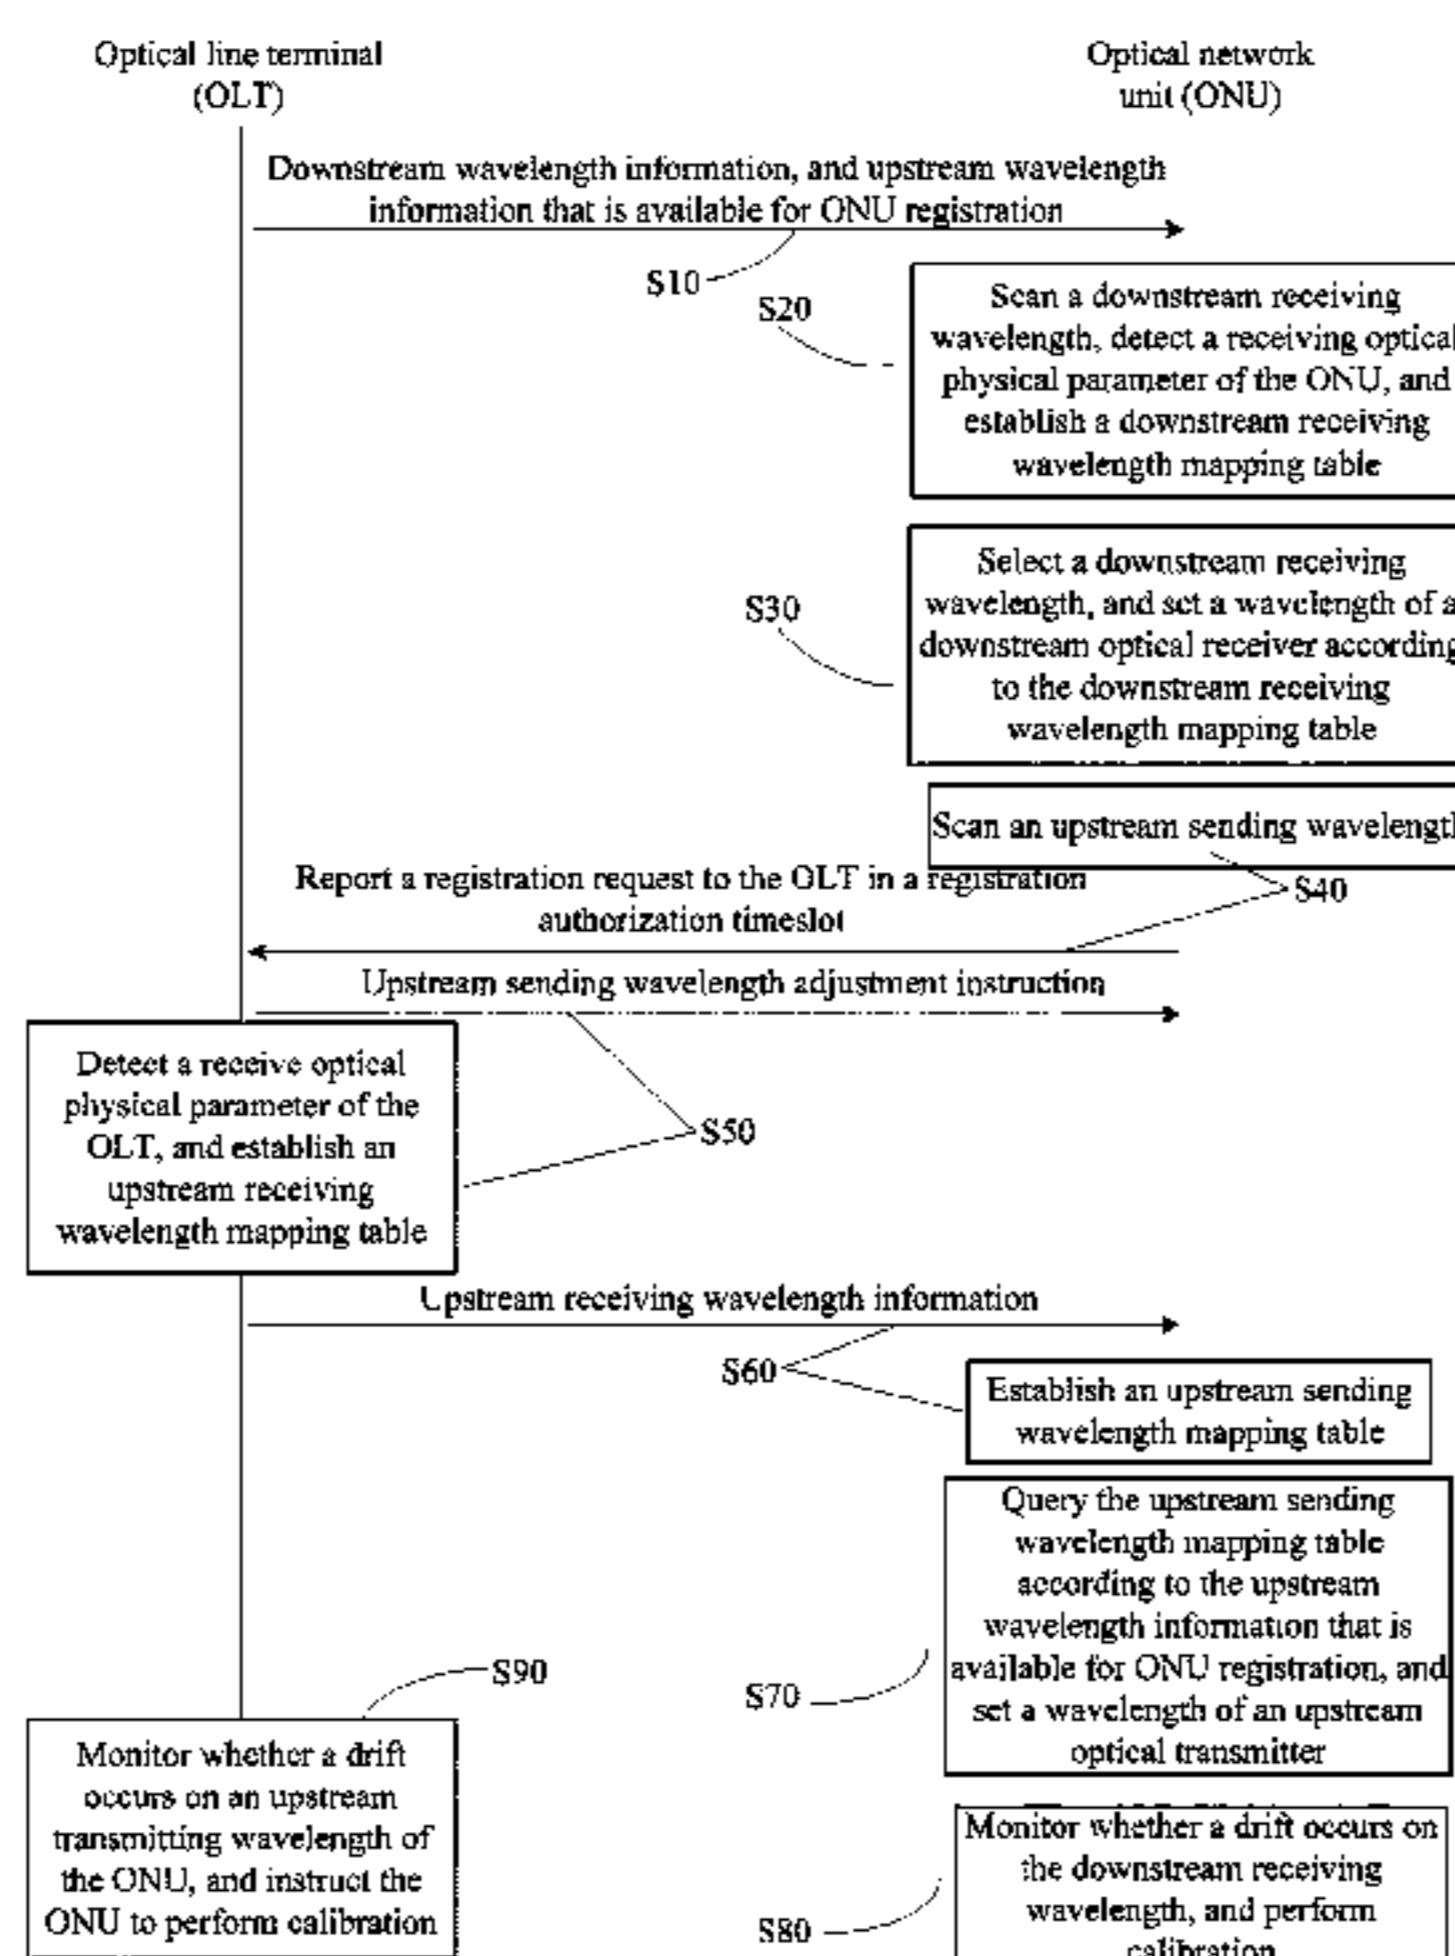 Optical line terminal
(OLT)
Optical network
unit (ONU)
Downstream wavelength information, and upstream wavelength
information that is available for ONU registration
S10
S20
Scan a downstream receiving
wavelength, detect a receiving optical
physical parameter of the ONU, and
establish a downstream receiving
wavelength mapping table
S30
Select a downstream receiving
wavelength, and set a wavelength of a
downstream optical receiver according
to the downstream receiving
wavelength mapping table
Scan an upstream sending wavelength
Report a registration request to the OLT in a registration
authorization timeslot
S40
Upstream sending wavelength adjustment instruction
Detect a receive optical
physical parameter of the
OLT, and establish an
upstream receiving
wavelength mapping table
S50
Upstream receiving wavelength information
S60
Establish an upstream sending
wavelength mapping table
Query the upstream sending
wavelength mapping table
according to the upstream
wavelength information that is
available for ONU registration, and
set a wavelength of an upstream
optical transmitter
S70
S90
Monitor whether a drift
occurs on an upstream
transmitting wavelength of
the ONU, and instruct the
ONU to perform calibration
Monitor whether a drift occurs on
the downstream receiving
wavelength, and perform
calibration
S80